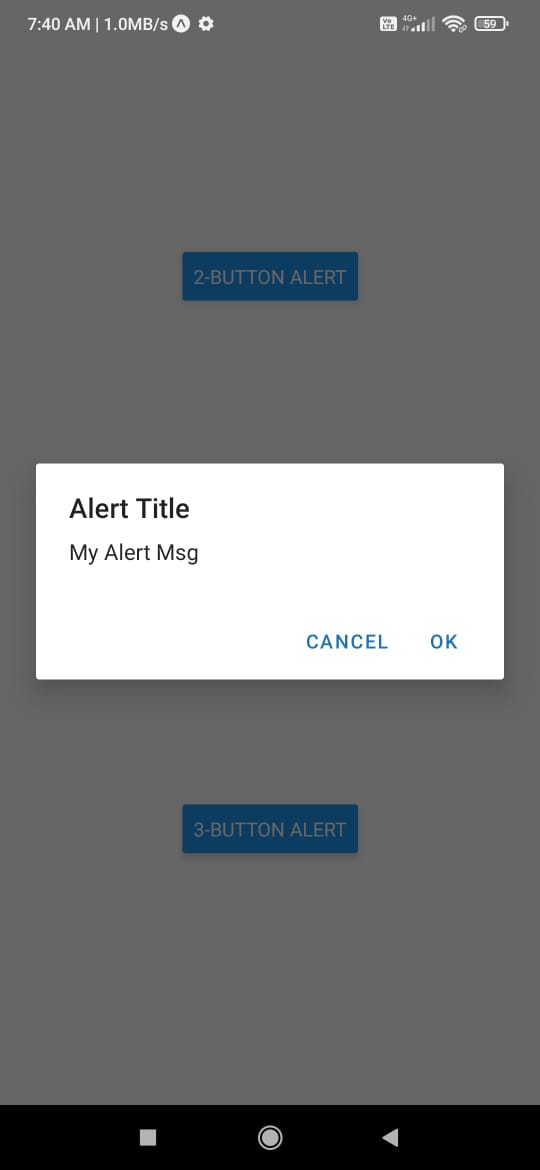 7:40 AM | 1.0MB/s
Vo LTE 4G+ 59
2-BUTTON ALERT
Alert Title
My Alert Msg
CANCEL OK
3-BUTTON ALERT